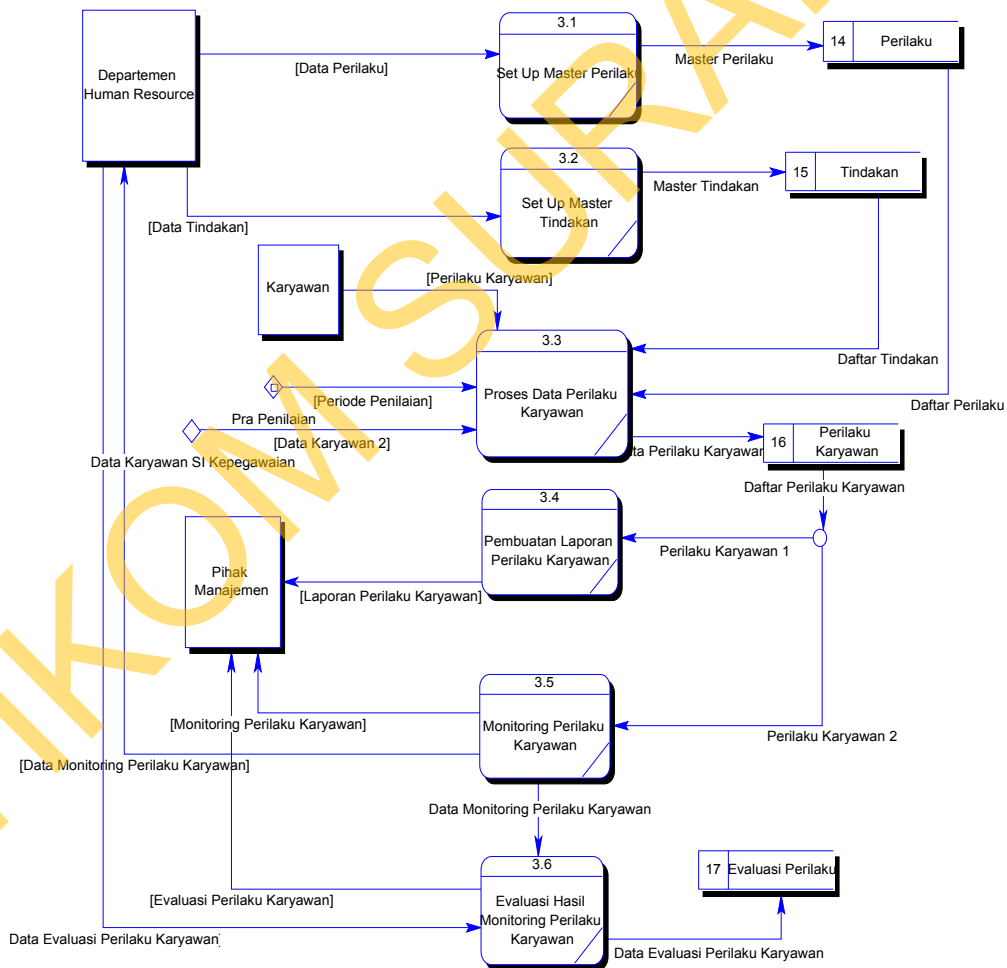 3.1
14
Perilaku
Master Perilaku
[Data Perilaku]
Departemen
Human Resource
Set Up Master Perilaku
3.2
15
Tindakan
Master Tindakan
Set Up Master
Tindakan
[Data Tindakan]
[Perilaku Karyawan]
Karyawan
3.3
Daftar Tindakan
Proses Data Perilaku
Karyawan
[Periode Penilaian]
Daftar Perilaku
Pra Penilaian
[Data Karyawan 2]
Data Karyawan SI Kepegawaian
ta Perilaku Karyawan
16
Perilaku
Karyawan
Daftar Perilaku Karyawan
3.4
Pembuatan Laporan
Perilaku Karyawan
Perilaku Karyawan 1
Pihak
Manajemen
[Laporan Perilaku Karyawan]
3.5
[Monitoring Perilaku Karyawan]
Monitoring Perilaku
Karyawan
Perilaku Karyawan 2
[Data Monitoring Perilaku Karyawan]
Data Monitoring Perilaku Karyawan
3.6
17
Evaluasi Perilaku
[Evaluasi Perilaku Karyawan]
Evaluasi Hasil
Monitoring Perilaku
Karyawan
Data Evaluasi Perilaku Karyawan
Data Evaluasi Perilaku Karyawan
IKOM SURA